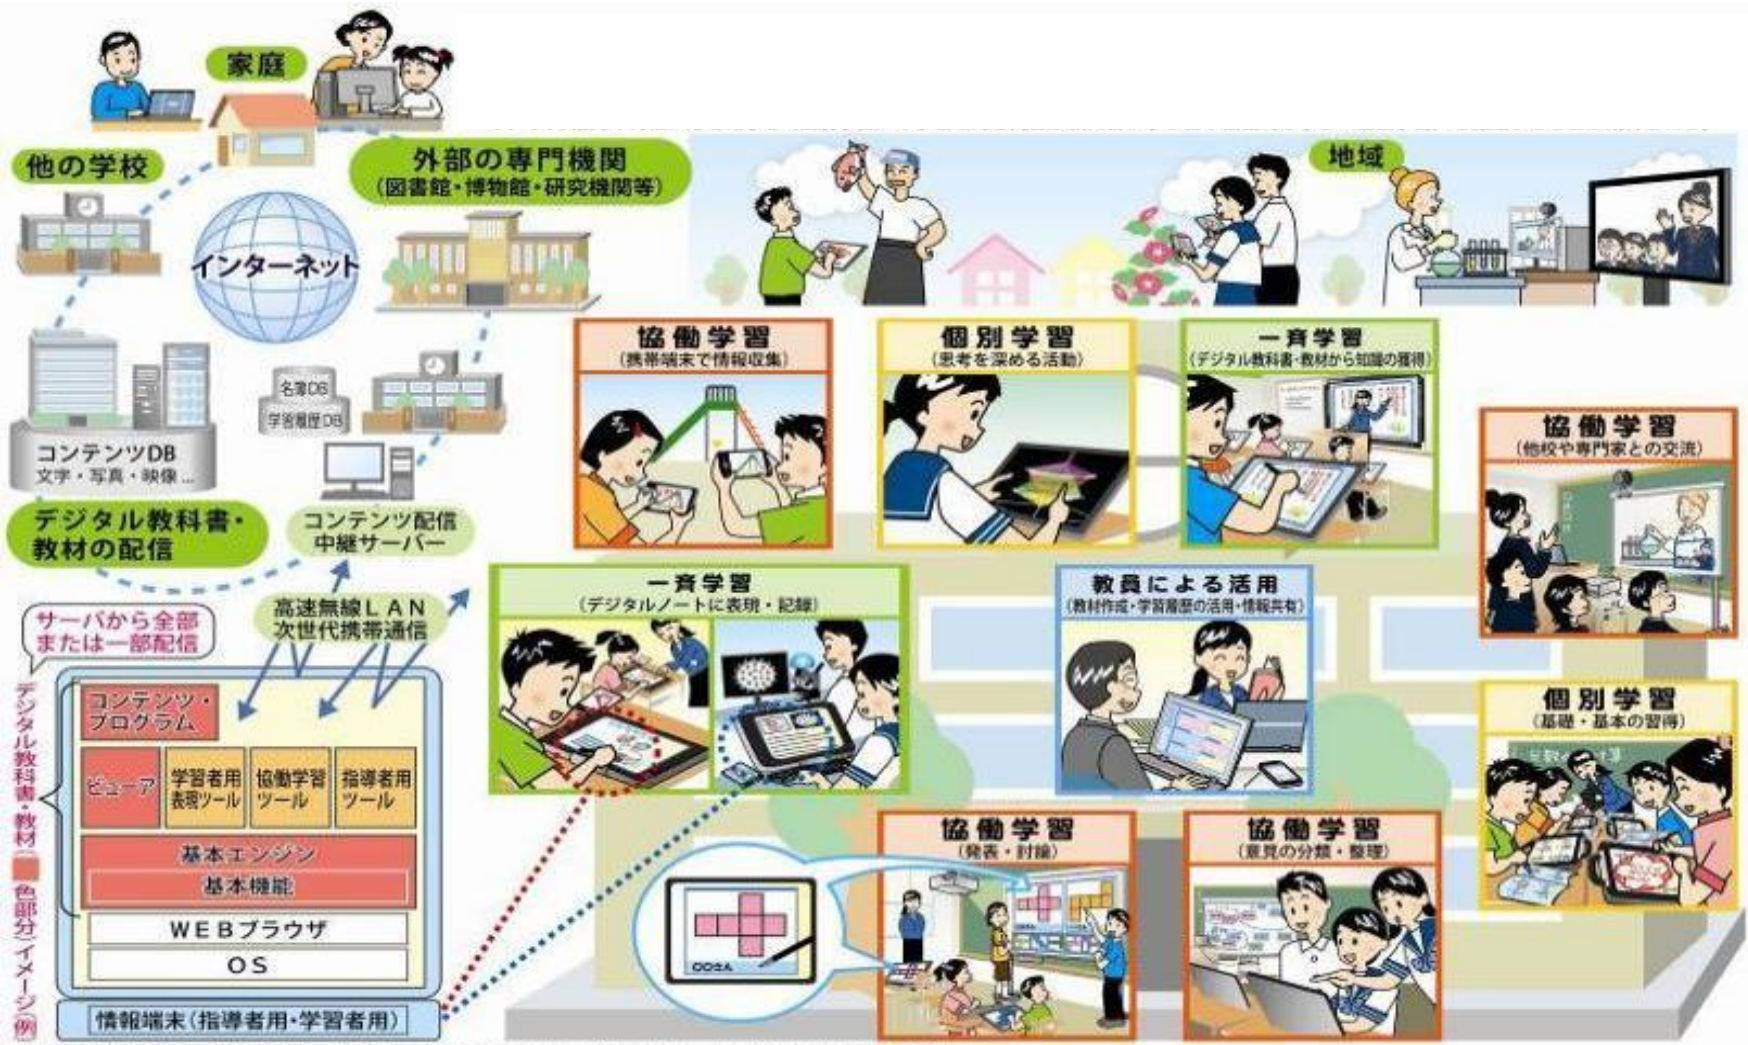 家庭
他の学校
外部の専門機関
(図書館・博物館・研究機関等)
地域
インターネット
名簿DB
学習履歴DB
コンテンツDB
文字・写真・映像…
デジタル教科書・
教材の配信
コンテンツ配信
中継サーバー
高速無線LAN
次世代携帯通信
サーバから全部
または一部配信
デジタル教科書・教材(色部分)イメージ(例
コンテンツ・
プログラム
ビューア
学習者用
表現ツール
協働学習
ツール
指導者用
ツール
基本エンジン
基本機能
WEBブラウザ
OS
情報端末(指導者用・学習者用)
協働学習
(携帯端末で情報収集)
個別学習
(思考を深める活動)
一斉学習
(デジタル教科書・教材から知識の獲得)
協働学習
(他校や専門家との交流)
一斉学習
(デジタルノートに表現・記録)
教員による活用
(教材作成・学習履歴の活用・情報共有)
個別学習
(基礎・基本の習得)
協働学習
(発表・討論)
協働学習
(意見の分類・整理)
〇〇さん